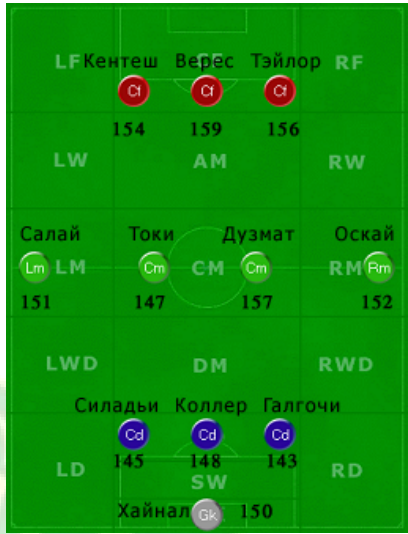 LF Кентеш Верес Тэйлор RF
Cf Cf Cf
154 159 156
LW AM RW
Салай Токи Дузмат Оскай
Lm LM Cm CM Cm RM Rm
151 147 157 152
LWD DM RWD
Силадьи Коллер Галгочи
Cd Cd Cd
145 148 143
LD SW RD
Хайнал Gk 150